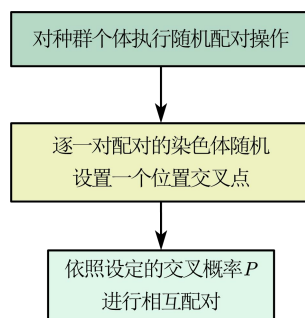 对种群个体执行随机配对操作
逐一对配对的染色体随机
设置一个位置交叉点
依照设定的交叉概率P
进行相互配对